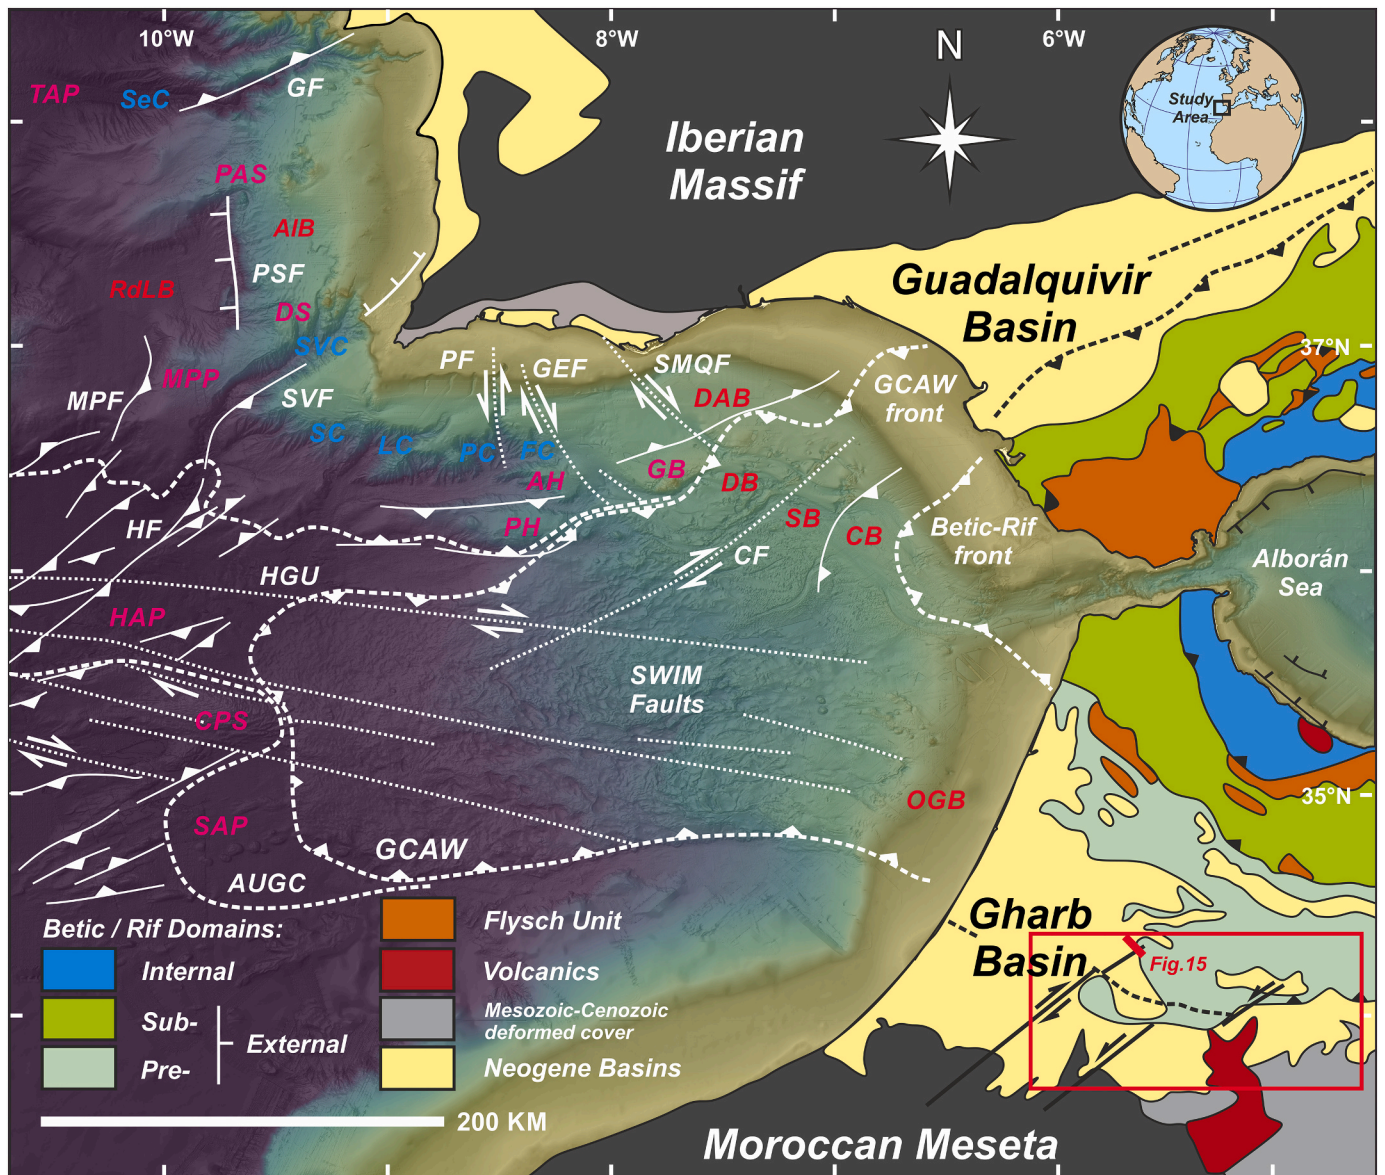 10°W
8°W
6°W
N
TAP
SeC
GF
Study
Area
Iberian
Massif
PAS
AlB
PSF
RdLB
DS
SVC
Guadalquivir
Basin
37°N
MPP
MPF
SVF
PF
GEF
SMQF
DAB
GCAW
front
SC
LC
PC
FC
AH
GB
DB
PH
SB
CB
HF
CF
Betic-Rif
front
Alborán
Sea
HGU
HAP
SWIM
Faults
CPS
35°N
OGB
SAP
GCAW
AUGC
Gharb
Basin
Fig.15
Betic / Rif Domains:
Internal
Sub-
Pre-
External
Flysch Unit
Volcanics
Mesozoic-Cenozoic
deformed cover
Neogene Basins
200 KM
Moroccan Meseta